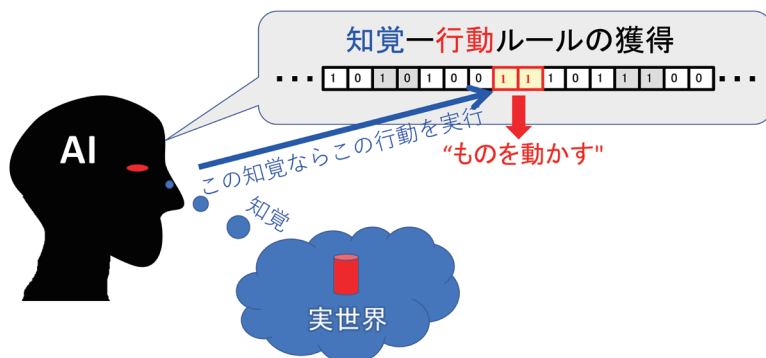 知覚ー行動ルールの獲得
・・・ 1 0 1 0 1 0 0 1 1 1 0 1 1 1 0 0 ・・・
AI
この知覚ならこの行動を実行
“ものを動かす"
知覚
実世界